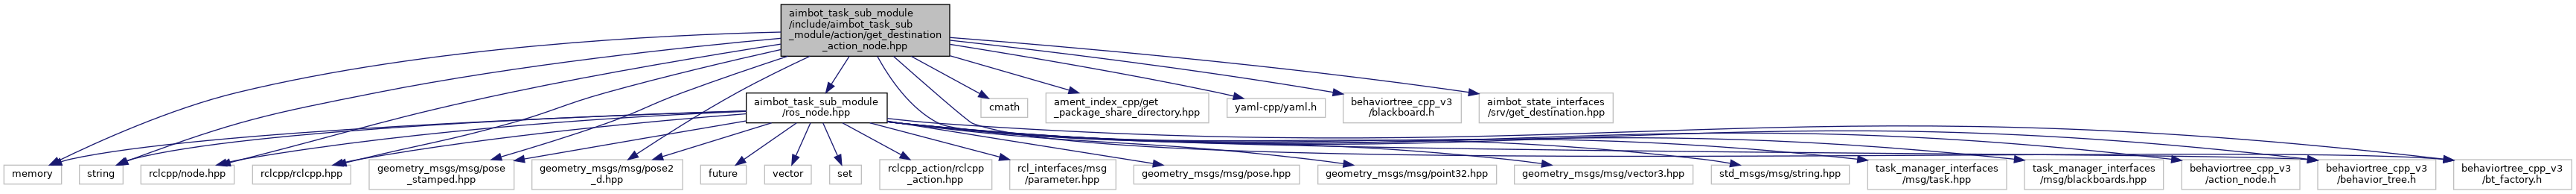 aimbot_task_sub_module
/include/aimbot_task_sub
_module/action/get_destination
_action_node.hpp
aimbot_task_sub_module
/ros_node.hpp
cmath
ament_index_cpp/get
_package_share_directory.hpp
yaml-cpp/yaml.h
behaviortree_cpp_v3
/blackboard.h
aimbot_state_interfaces
/srv/get_destination.hpp
memory
string
rclcpp/node.hpp
rclcpp/rclcpp.hpp
geometry_msgs/msg/pose
_stamped.hpp
geometry_msgs/msg/pose2
_d.hpp
future
vector
set
rclcpp_action/rclcpp
_action.hpp
rcl_interfaces/msg
/parameter.hpp
geometry_msgs/msg/pose.hpp
geometry_msgs/msg/point32.hpp
geometry_msgs/msg/vector3.hpp
std_msgs/msg/string.hpp
task_manager_interfaces
/msg/task.hpp
task_manager_interfaces
/msg/blackboards.hpp
behaviortree_cpp_v3
/action_node.h
behaviortree_cpp_v3
/behavior_tree.h
behaviortree_cpp_v3
/bt_factory.h